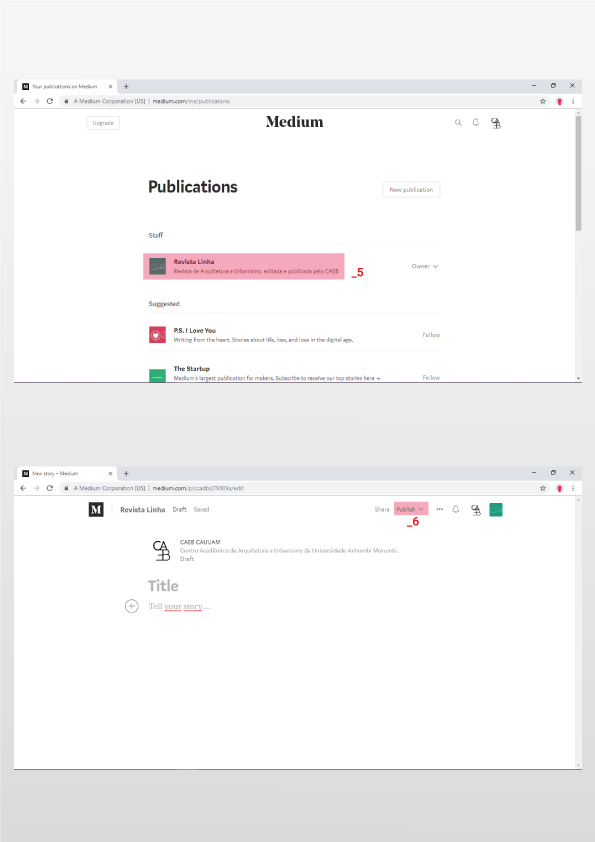 Your publications on Medium
A Medium Corporation [US] | medium.com/me/publications
Upgrade
Medium
CAEB
Publications
New publication
Staff
Revista Linha
Revista de Arquitetura e Urbanismo, editada e publicada pelo CAEB
Owner
_5
Suggested
P.S. I Love You
Writing from the heart. Stories about life, loss, and love in the digital age.
Follow
The Startup
Medium's largest publication for makers. Subscribe to receive our top stories here →
Follow
New story – Medium
A Medium Corporation [US] | medium.com/p/ccadbd79009a/edit
M
Revista Linha
Draft
Saved
Share
Publish
CAEB
_6
CAEB
CAEB CAUUAM
Centro Acadêmico de Arquitetura e Urbanismo da Universidade Anhembi Morumbi.
Draft
Title
Tell your story...